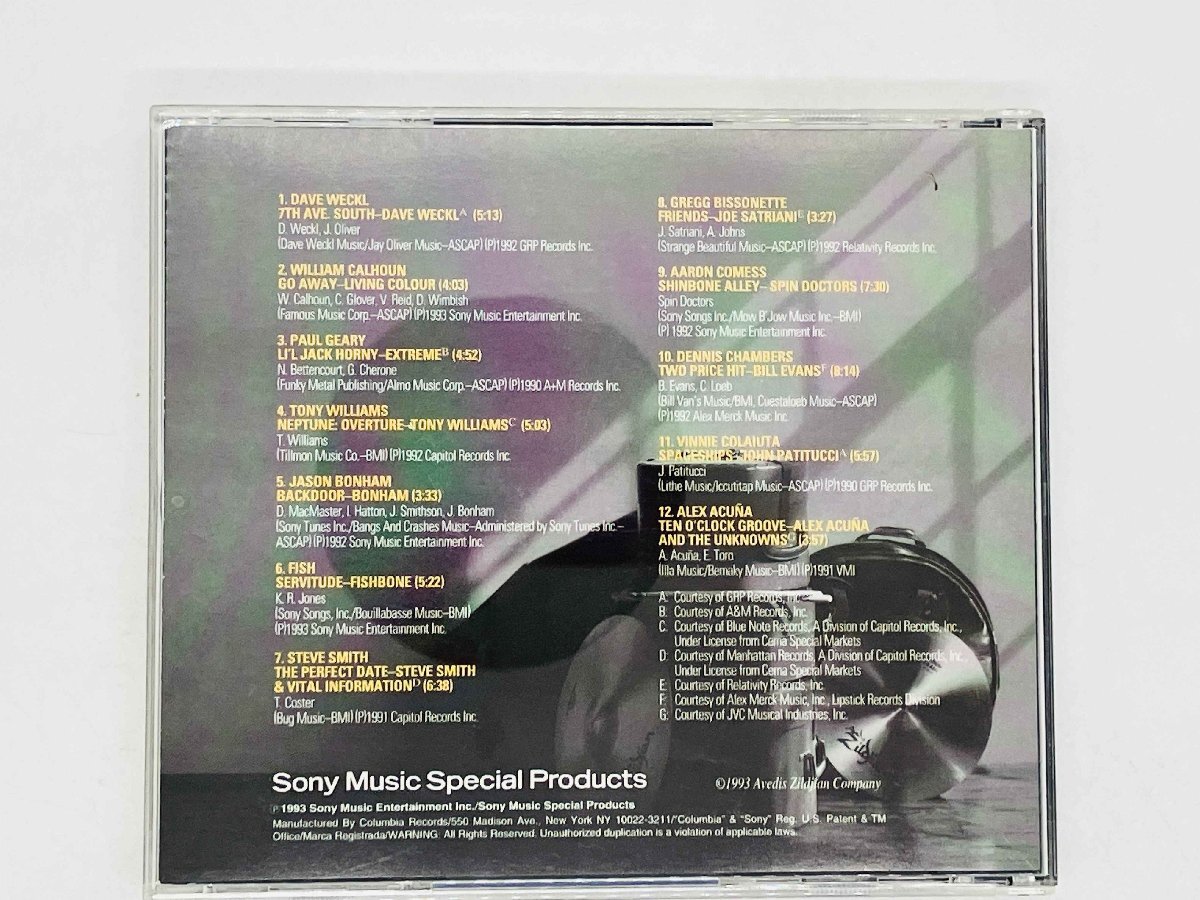 1. DAVE WECKL
7TH AVE. SOUTH–DAVE WECKL^A (5:13)
D. Weckl, J. Oliver
(Dave Weckl Music/Jay Oliver Music–ASCAP) (P)1992 GRP Records Inc.
2. WILLIAM CALHOUN
GO AWAY–LIVING COLOUR (4:03)
W. Calhoun, C. Glover, V. Reid, D. Wimbish
(Famous Music Corp.–ASCAP) (P)1993 Sony Music Entertainment Inc.
3. PAUL GEARY
LI'L JACK HORNY–EXTREME^B (4:52)
N. Bettencourt, G. Cherone
(Funky Metal Publishing/Almo Music Corp.–ASCAP) (P)1990 A+M Records Inc.
4. TONY WILLIAMS
NEPTUNE: OVERTURE–TONY WILLIAMS^C (5:03)
T. Williams
(Tillmon Music Co.–BMI) (P)1992 Capitol Records Inc.
5. JASON BONHAM
BACKDOOR–BONHAM (3:33)
D. MacMaster, I. Hatton, J. Smithson, J. Bonham
(Sony Tunes Inc./Bangs And Crashes Music–Administered by Sony Tunes Inc.–
ASCAP) (P)1992 Sony Music Entertainment Inc.
6. FISH
SERVITUDE–FISHBONE (5:22)
K. R. Jones
(Sony Songs, Inc./Bouillabasse Music–BMI)
(P)1993 Sony Music Entertainment Inc.
7. STEVE SMITH
THE PERFECT DATE–STEVE SMITH
& VITAL INFORMATION^D (6:38)
T. Coster
(Bug Music–BMI) (P)1991 Capitol Records Inc.
8. GREGG BISSONETTE
FRIENDS–JOE SATRIANI^E (3:27)
J. Satriani, A. Johns
(Strange Beautiful Music–ASCAP) (P)1992 Relativity Records Inc.
9. AARON COMESS
SHINBONE ALLEY– SPIN DOCTORS (7:30)
Spin Doctors
(Sony Songs Inc./Mow B'Jow Music Inc.–BMI)
(P) 1992 Sony Music Entertainment Inc.
10. DENNIS CHAMBERS
TWO PRICE HIT–BILL EVANS^F (8:14)
B. Evans, C. Loeb
(Bill Van's Music/BMI, Cuestaloeb Music–ASCAP)
(P)1992 Alex Merck Music Inc.
11. VINNIE COLAIUTA
SPACESHIPS–JOHN PATITUCCI^A (5:57)
J. Patitucci
(Lithe Music/Iccutitap Music–ASCAP) (P)1990 GRP Records Inc.
12. ALEX ACUÑA
TEN O'CLOCK GROOVE–ALEX ACUÑA
AND THE UNKNOWNS^G (3:57)
A. Acuña, E. Toro
(Illa Music/Bemaky Music–BMI) (P)1991 VMI
A: Courtesy of GRP Records, Inc.
B: Courtesy of A&M Records, Inc.
C: Courtesy of Blue Note Records, A Division of Capitol Records, Inc.,
Under License from Cema Special Markets
D: Courtesy of Manhattan Records, A Division of Capitol Records, Inc.,
Under License from Cema Special Markets
E: Courtesy of Relativity Records, Inc.
F: Courtesy of Alex Merck Music, Inc., Lipstick Records Division
G: Courtesy of JVC Musical Industries, Inc.
Sony Music Special Products
©1993 Avedis Zildjian Company
℗ 1993 Sony Music Entertainment Inc./Sony Music Special Products
Manufactured By Columbia Records/550 Madison Ave., New York NY 10022-3211/"Columbia" & "Sony" Reg. U.S. Patent & TM
Office/Marca Registrada/WARNING: All Rights Reserved. Unauthorized duplication is a violation of applicable laws.